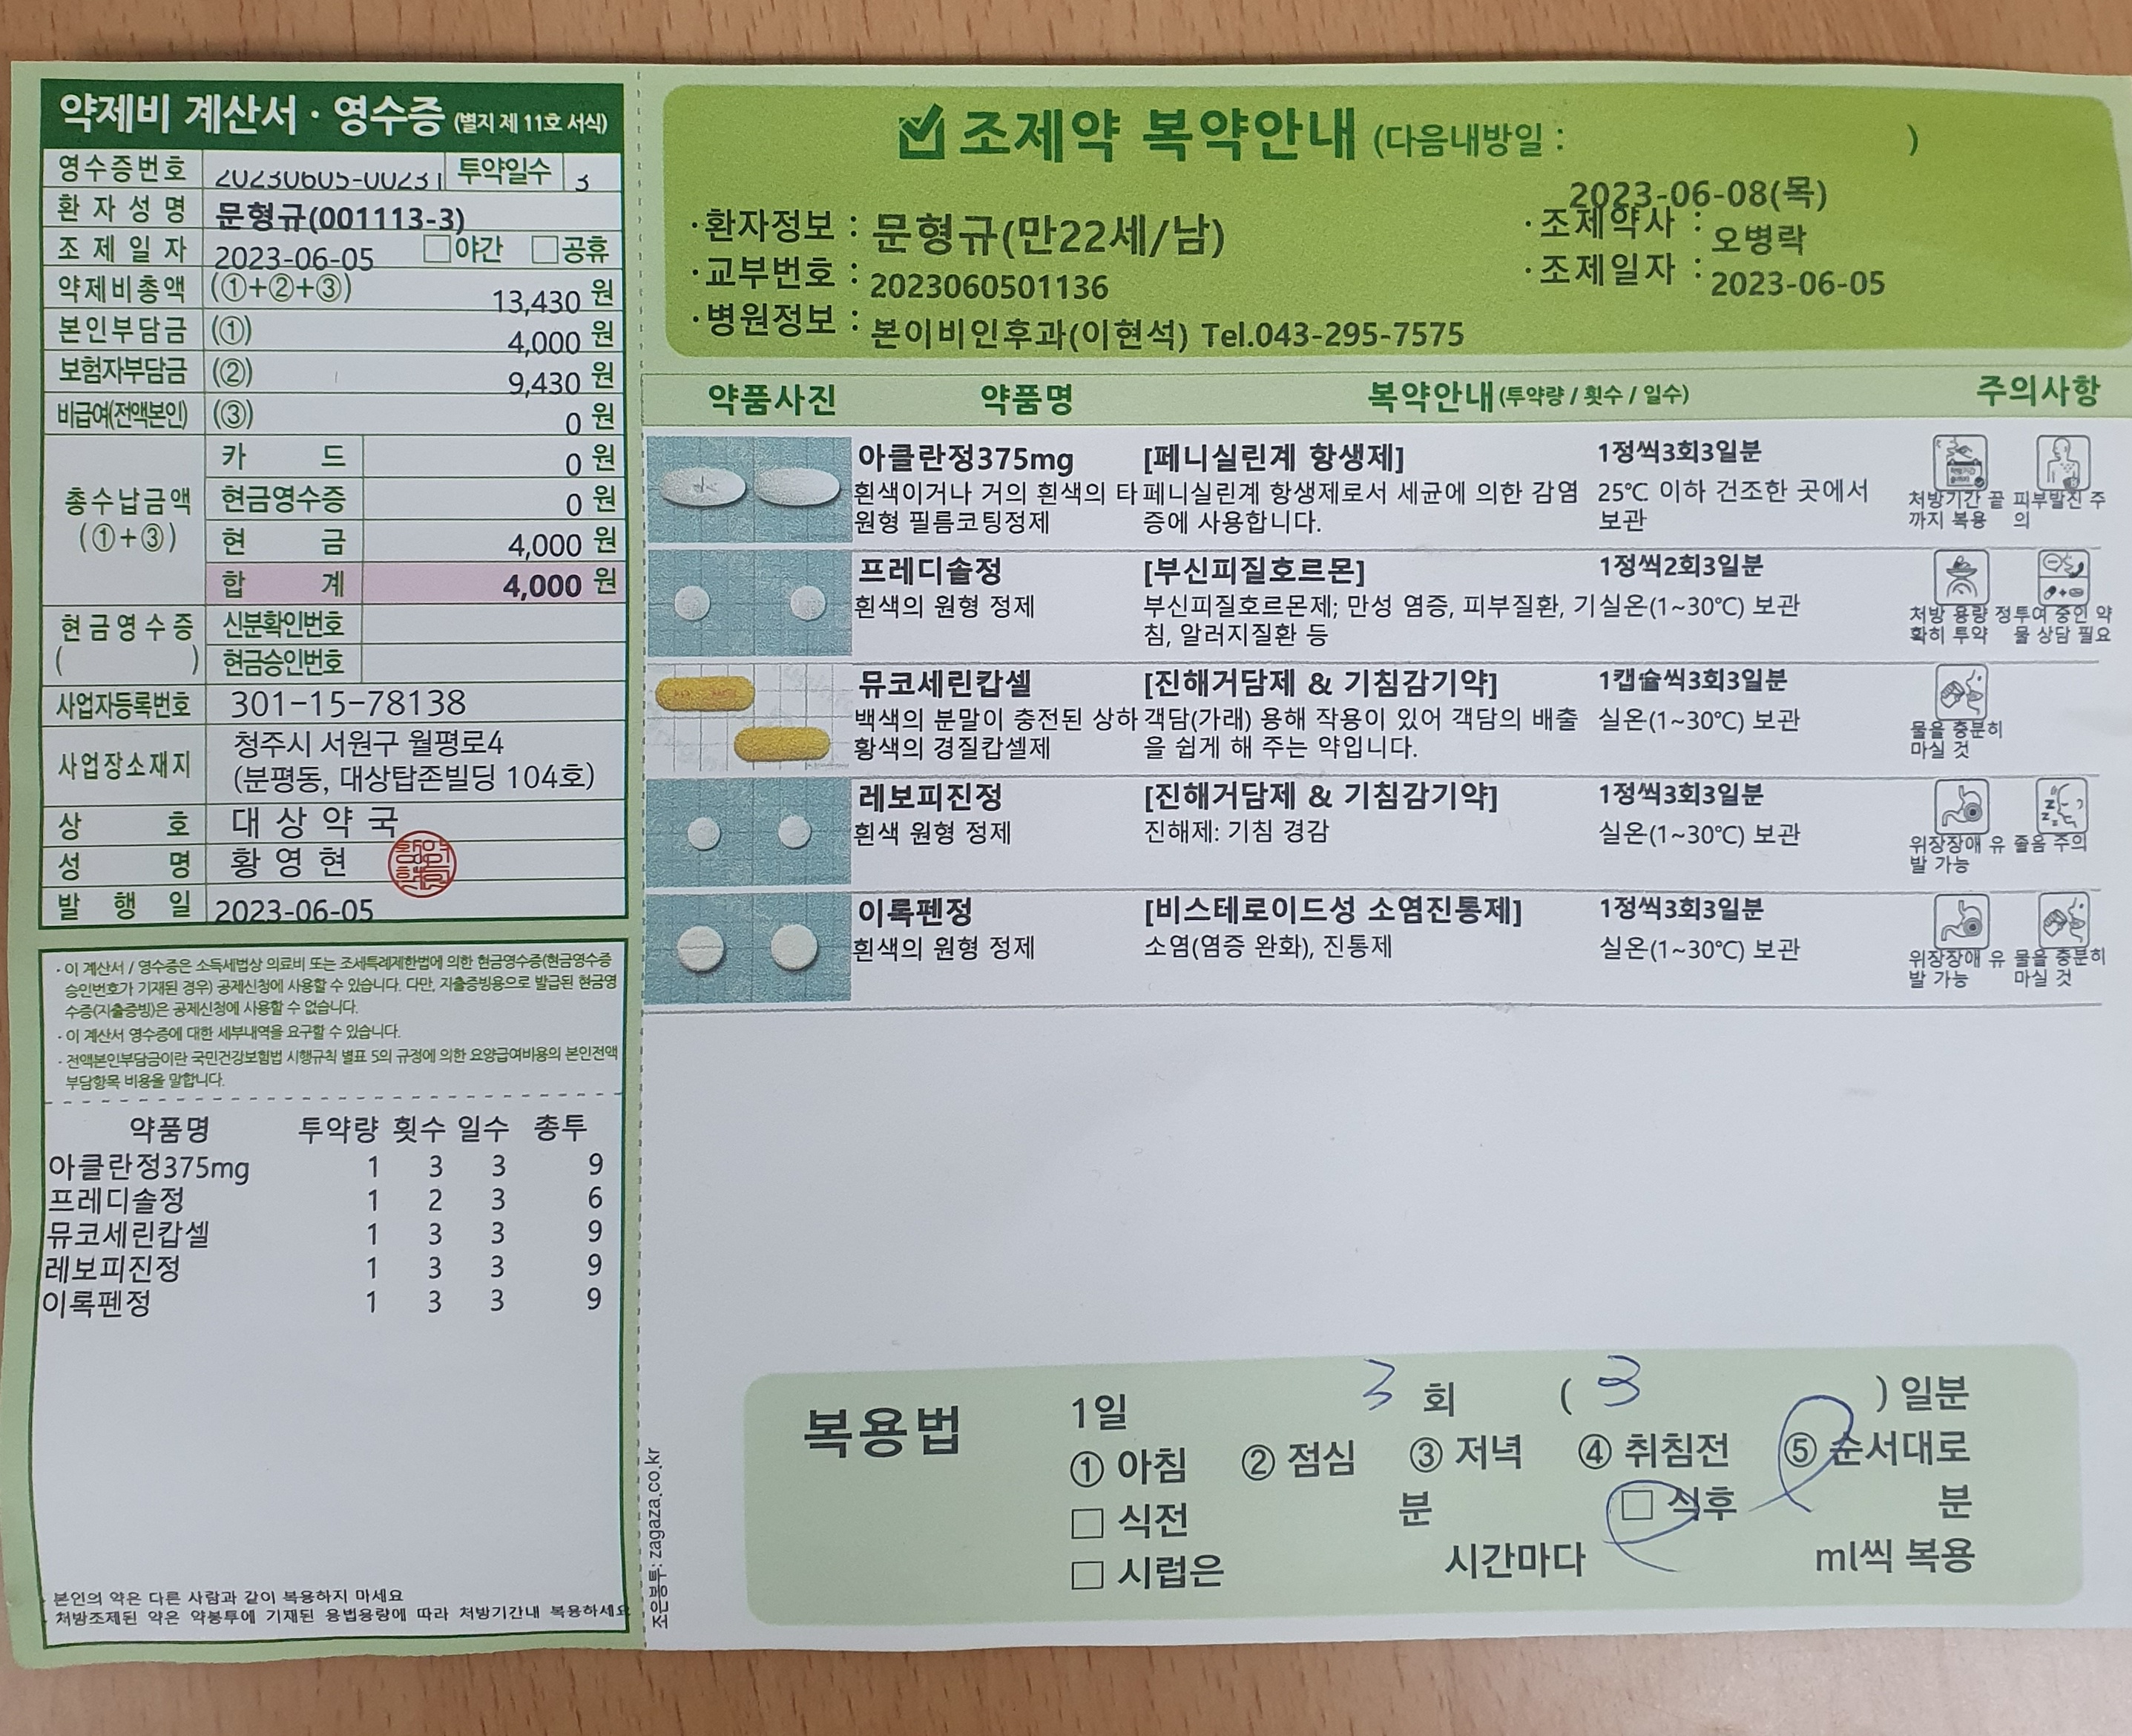 약제비 계산서 · 영수증 (별지 제 11호 서식)
영수증번호 20230605-00231 투약일수 3
환자성명 문형규(001113-3)
조제일자 2023-06-05 □야간 □공휴
약제비총액 (①+②+③) 13,430 원
본인부담금 (①) 4,000 원
보험자부담금 (②) 9,430 원
비급여(전액본인) (③) 0 원
총수납금액 (①+③)
카드 0 원
현금영수증 0 원
현금 4,000 원
합계 4,000 원
현금영수증 ( )
신분확인번호
현금승인번호
사업자등록번호 301-15-78138
사업장소재지 청주시 서원구 월평로4
(분평동, 대상탑존빌딩 104호)
상호 대상약국
성명 황영현
발행일 2023-06-05
· 이 계산서 / 영수증은 소득세법상 의료비 또는 조세특례제한법에 의한 현금영수증(현금영수증
승인번호가 기재된 경우) 공제신청에 사용할 수 있습니다. 다만, 지출증빙용으로 발급된 현금영
수증(지출증빙)은 공제신청에 사용할 수 없습니다.
· 이 계산서 영수증에 대한 세부내역을 요구할 수 있습니다.
· 전액본인부담금이란 국민건강보험법 시행규칙 별표 5의 규정에 의한 요양급여비용의 본인전액
부담항목 비용을 말합니다.
약품명 투약량 횟수 일수 총투
아클란정375mg 1 3 3 9
프레디솔정 1 2 3 6
뮤코세린캅셀 1 3 3 9
레보피진정 1 3 3 9
이록펜정 1 3 3 9
본인의 약은 다른 사람과 같이 복용하지 마세요
처방조제된 약은 약봉투에 기재된 용법용량에 따라 처방기간내 복용하세요
조은봉투: zagaza.co.kr
조제약 복약안내 (다음내방일 : )
2023-06-08(목)
·환자정보 : 문형규(만22세/남) ·조제약사 : 오병락
·교부번호 : 2023060501136 ·조제일자 : 2023-06-05
·병원정보 : 본이비인후과(이현석) Tel.043-295-7575
약품사진 약품명 복약안내(투약량 / 횟수 / 일수) 주의사항
아클란정375mg [페니실린계 항생제] 1정씩3회3일분
흰색이거나 거의 흰색의 타 페니실린계 항생제로서 세균에 의한 감염 25℃ 이하 건조한 곳에서 처방기간 끝 피부발진 주
원형 필름코팅정제 증에 사용합니다. 보관 까지 복용 의
프레디솔정 [부신피질호르몬] 1정씩2회3일분
흰색의 원형 정제 부신피질호르몬제; 만성 염증, 피부질환, 기 실온(1~30℃) 보관 처방 용량 정 투여 중인 약
침, 알러지질환 등 확히 투약 물 상담 필요
뮤코세린캅셀 [진해거담제 & 기침감기약] 1캡슐씩3회3일분
백색의 분말이 충전된 상하 객담(가래) 용해 작용이 있어 객담의 배출 실온(1~30℃) 보관 물을 충분히
황색의 경질캅셀제 을 쉽게 해 주는 약입니다. 마실 것
레보피진정 [진해거담제 & 기침감기약] 1정씩3회3일분
흰색 원형 정제 진해제: 기침 경감 실온(1~30℃) 보관 위장장애 유 졸음 주의
발 가능
이록펜정 [비스테로이드성 소염진통제] 1정씩3회3일분
흰색의 원형 정제 소염(염증 완화), 진통제 실온(1~30℃) 보관 위장장애 유 물을 충분히
발 가능 마실 것
복용법 1일 3 회 ( 3 ) 일분
① 아침 ② 점심 ③ 저녁 ④ 취침전 ⑤ 순서대로
□ 식전 분 □ 식후 분
□ 시럽은 시간마다 ml씩 복용